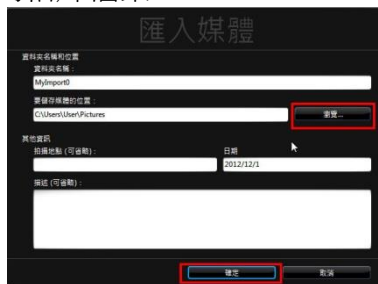 匯入媒體
資料夾名稱和位置
資料夾名稱：
MyImport0
要儲存媒體的位置：
C:\Users\User\Pictures
瀏覽...
其他資訊
拍攝地點 (可省略)：
日期
2012/12/1
描述 (可省略)：
確定
取消